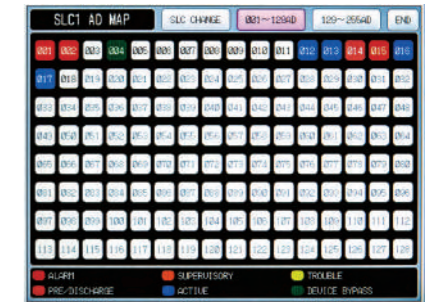 SLC1 AD MAP SLC CHANGE 001~128AD 129~255AD END
001 002 003 004 005 006 007 008 009 010 011 012 013 014 015 016
017 018 019 020 021 022 023 024 025 026 027 028 029 030 031 032
033 034 035 036 037 038 039 040 041 042 043 044 045 046 047 048
049 050 051 052 053 054 055 056 057 058 059 060 061 062 063 064
065 066 067 068 069 070 071 072 073 074 075 076 077 078 079 080
081 082 083 084 085 086 087 088 089 090 091 092 093 094 095 096
097 098 099 100 101 102 103 104 105 106 107 108 109 110 111 112
113 114 115 116 117 118 119 120 121 122 123 124 125 126 127 128
ALARM SUPERVISORY TROUBLE
PRE/DISCHARGE ACTIVE DEVICE BYPASS